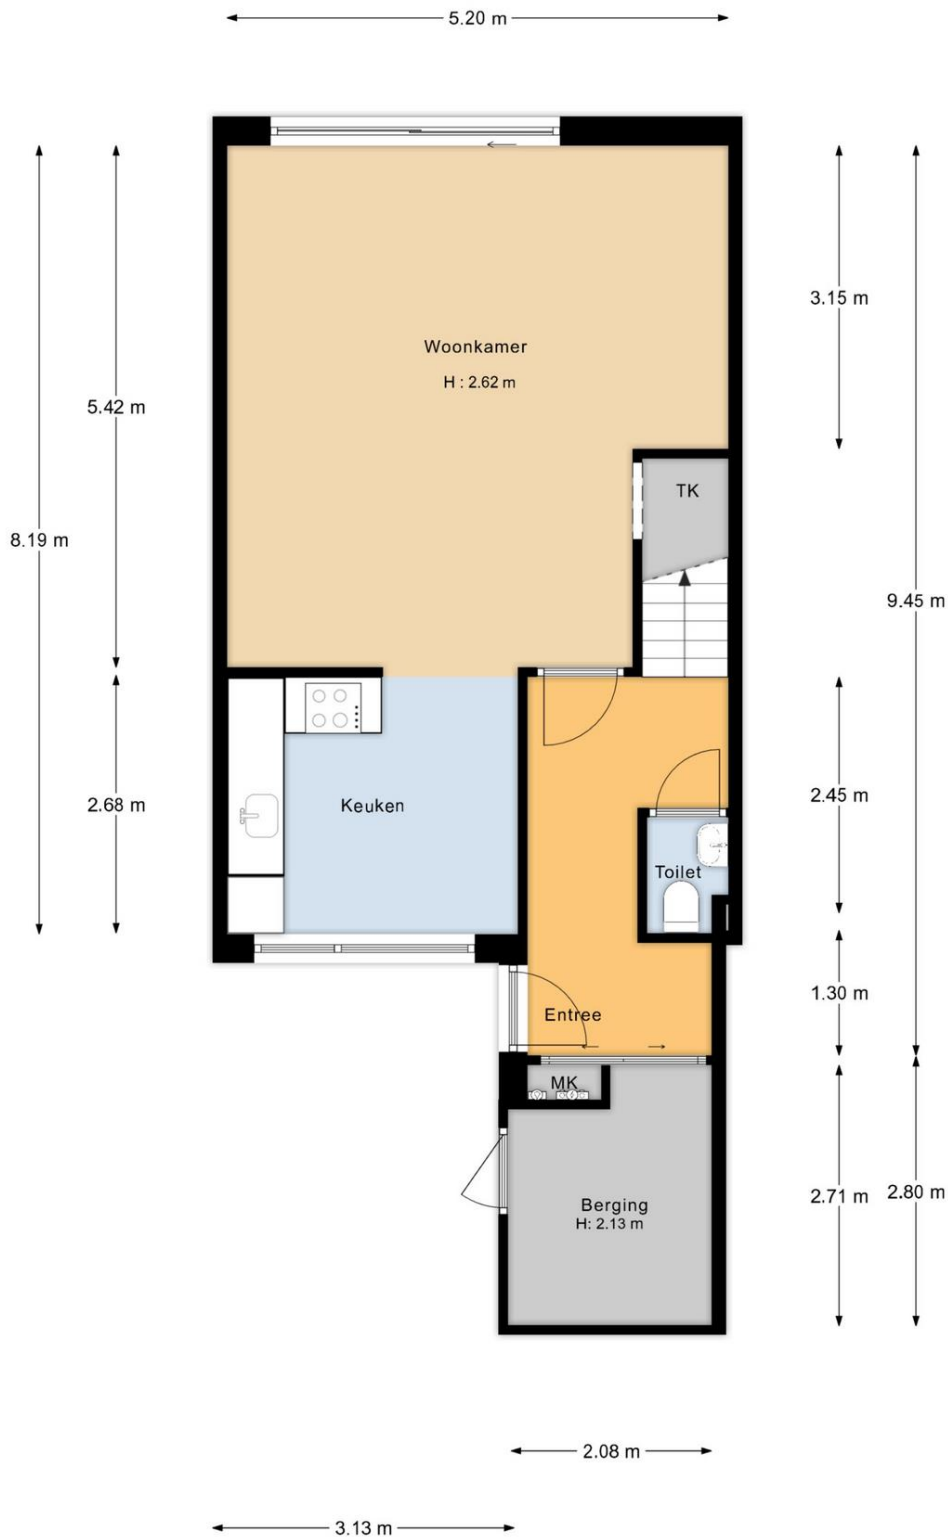 5.20 m
3.15 m
Woonkamer
H : 2.62 m
5.42 m
TK
8.19 m
9.45 m
2.45 m
2.68 m
Keuken
Toilet
1.30 m
Entree
MK
2.71 m
2.80 m
Berging
H: 2.13 m
2.08 m
3.13 m